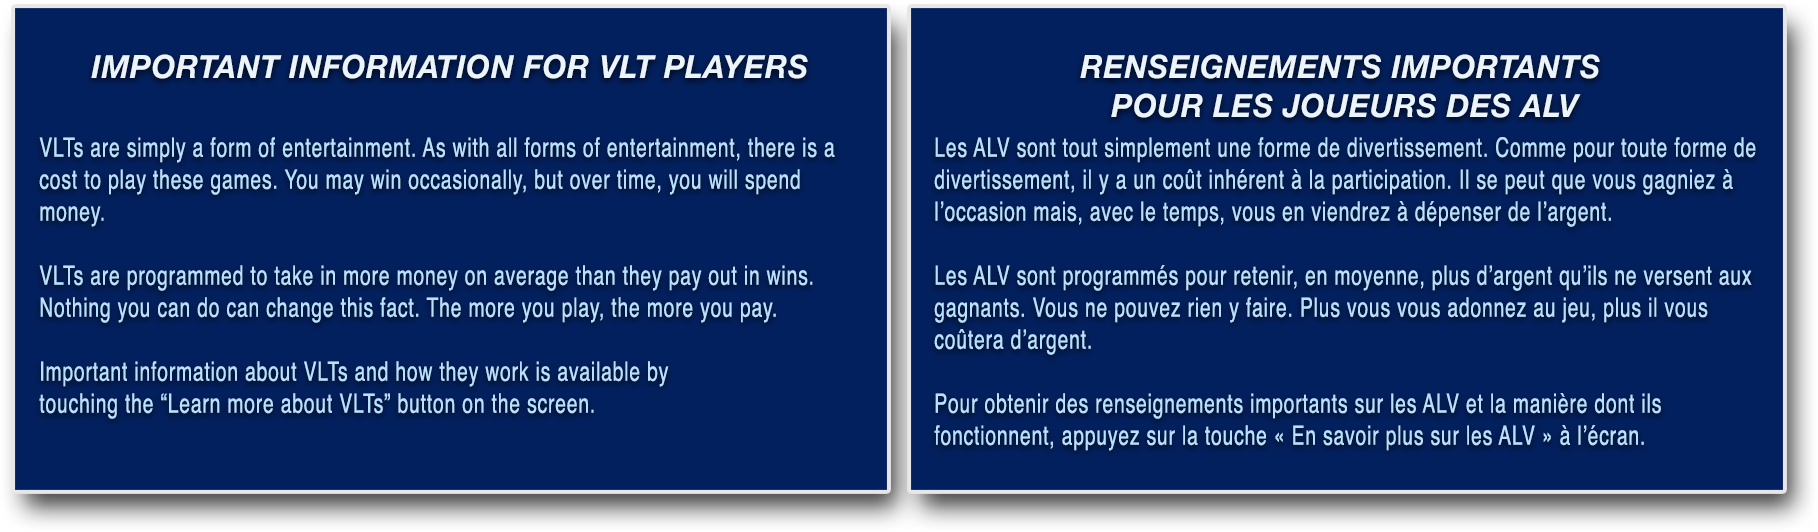 IMPORTANT INFORMATION FOR VLT PLAYERS
VLTs are simply a form of entertainment. As with all forms of entertainment, there is a
cost to play these games. You may win occasionally, but over time, you will spend
money.
VLTs are programmed to take in more money on average than they pay out in wins.
Nothing you can do can change this fact. The more you play, the more you pay.
Important information about VLTs and how they work is available by
touching the “Learn more about VLTs” button on the screen.
RENSEIGNEMENTS IMPORTANTS
POUR LES JOUEURS DES ALV
Les ALV sont tout simplement une forme de divertissement. Comme pour toute forme de
divertissement, il y a un coût inhérent à la participation. Il se peut que vous gagniez à
l’occasion mais, avec le temps, vous en viendrez à dépenser de l’argent.
Les ALV sont programmés pour retenir, en moyenne, plus d’argent qu’ils ne versent aux
gagnants. Vous ne pouvez rien y faire. Plus vous vous adonnez au jeu, plus il vous
coûtera d’argent.
Pour obtenir des renseignements importants sur les ALV et la manière dont ils
fonctionnent, appuyez sur la touche « En savoir plus sur les ALV » à l’écran.